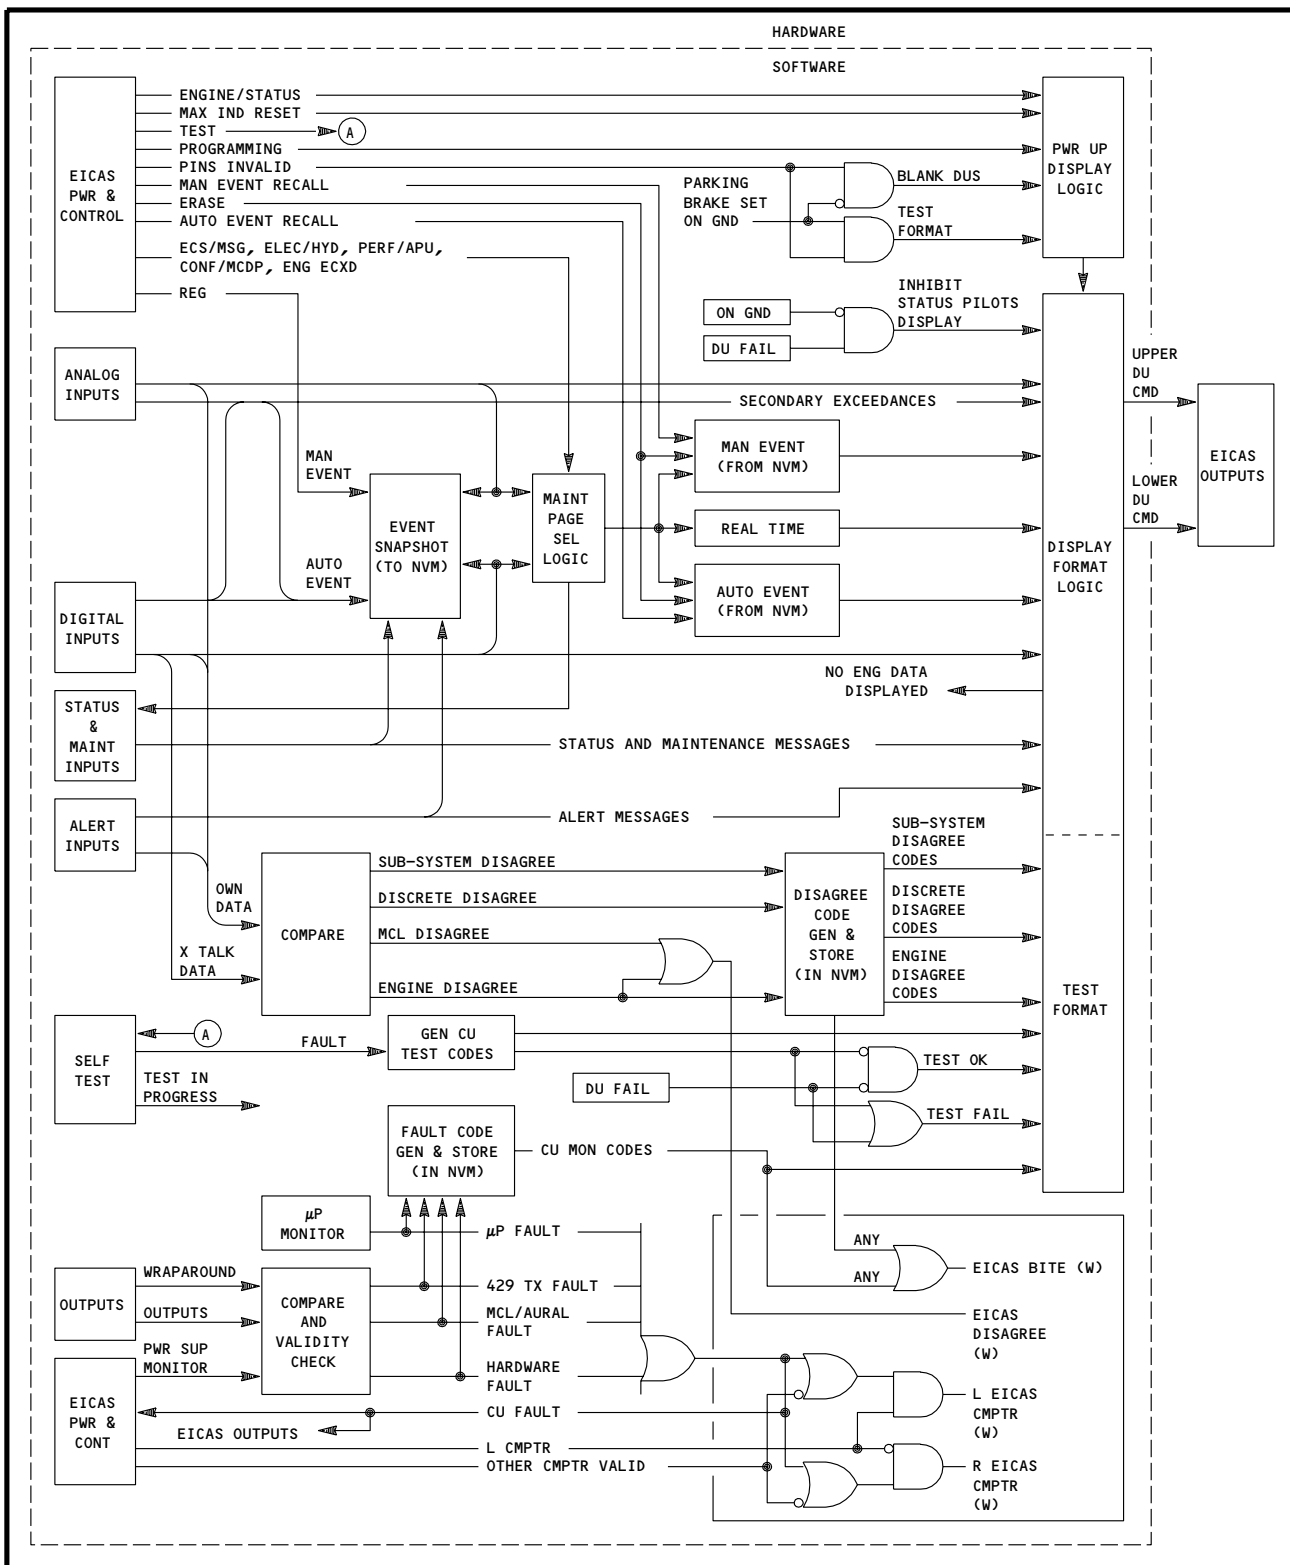 HARDWARE
SOFTWARE
EICAS
PWR &
CONTROL
ENGINE/STATUS
MAX IND RESET
TEST
A
PROGRAMMING
PINS INVALID
MAN EVENT RECALL
ERASE
AUTO EVENT RECALL
ECS/MSG, ELEC/HYD, PERF/APU,
CONF/MCDP, ENG ECXD
REG
PARKING
BRAKE SET
ON GND
BLANK DUS
TEST
FORMAT
PWR UP
DISPLAY
LOGIC
ON GND
DU FAIL
INHIBIT
STATUS PILOTS
DISPLAY
ANALOG
INPUTS
SECONDARY EXCEEDANCES
UPPER
DU
CMD
LOWER
DU
CMD
EICAS
OUTPUTS
MAN
EVENT
AUTO
EVENT
EVENT
SNAPSHOT
(TO NVM)
MAINT
PAGE
SEL
LOGIC
MAN EVENT
(FROM NVM)
REAL TIME
AUTO EVENT
(FROM NVM)
DISPLAY
FORMAT
LOGIC
DIGITAL
INPUTS
NO ENG DATA
DISPLAYED
STATUS
&
MAINT
INPUTS
STATUS AND MAINTENANCE MESSAGES
ALERT
INPUTS
ALERT MESSAGES
OWN
DATA
X TALK
DATA
COMPARE
SUB-SYSTEM DISAGREE
DISCRETE DISAGREE
MCL DISAGREE
ENGINE DISAGREE
DISAGREE
CODE
GEN &
STORE
(IN NVM)
SUB-SYSTEM
DISAGREE
CODES
DISCRETE
DISAGREE
CODES
ENGINE
DISAGREE
CODES
TEST
FORMAT
SELF
TEST
A
FAULT
TEST IN
PROGRESS
GEN CU
TEST CODES
DU FAIL
TEST OK
TEST FAIL
FAULT CODE
GEN & STORE
(IN NVM)
CU MON CODES
µP
MONITOR
µP FAULT
OUTPUTS
WRAPAROUND
OUTPUTS
PWR SUP
MONITOR
COMPARE
AND
VALIDITY
CHECK
429 TX FAULT
MCL/AURAL
FAULT
HARDWARE
FAULT
EICAS
PWR &
CONT
CU FAULT
EICAS OUTPUTS
L CMPTR
OTHER CMPTR VALID
ANY
ANY
EICAS BITE (W)
EICAS
DISAGREE
(W)
L EICAS
CMPTR
(W)
R EICAS
CMPTR
(W)